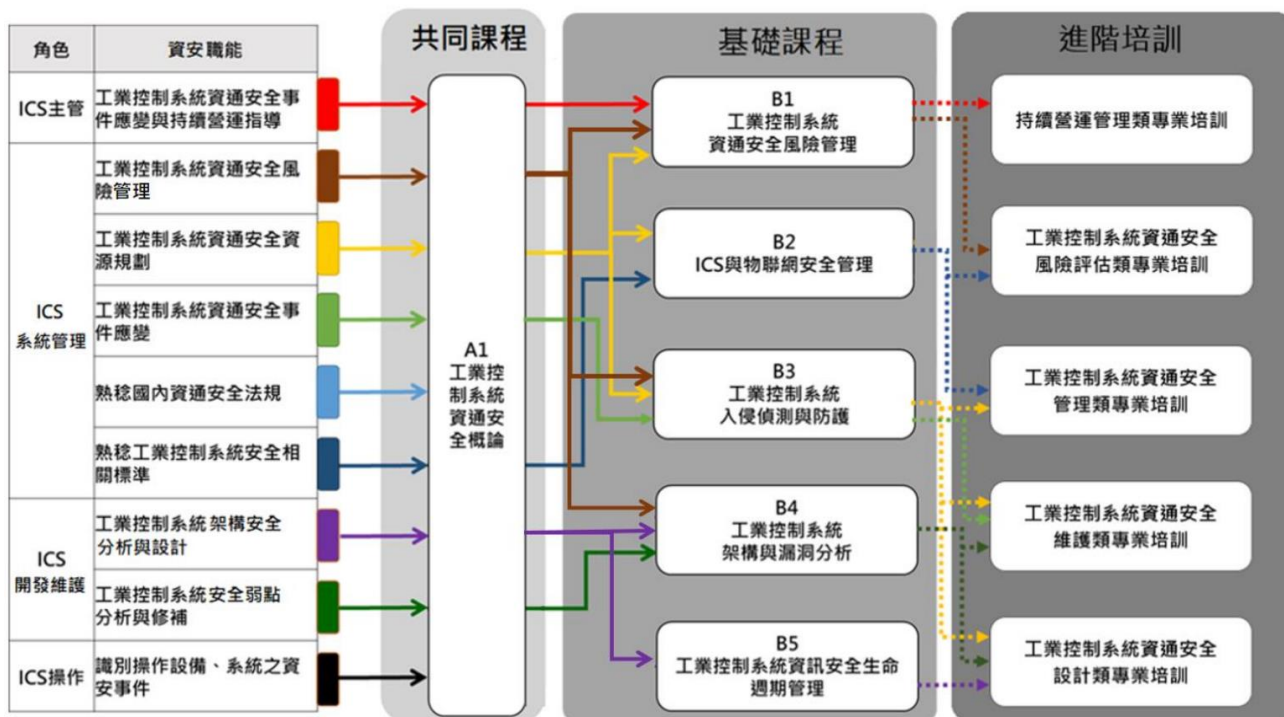 角色
資安職能
共同課程
基礎課程
進階培訓
ICS主管
工業控制系統資通安全事
件應變與持續營運指導
ICS
系統管理
工業控制系統資通安全風
險管理
工業控制系統資通安全資
源規劃
工業控制系統資通安全事
件應變
熟稔國內資通安全法規
熟稔工業控制系統安全相
關標準
ICS
開發維護
工業控制系統架構安全
分析與設計
工業控制系統安全弱點
分析與修補
ICS操作
識別操作設備、系統之資
安事件
A1
工業控
制系統
資通安
全概論
B1
工業控制系統
資通安全風險管理
B2
ICS與物聯網安全管理
B3
工業控制系統
入侵偵測與防護
B4
工業控制系統
架構與漏洞分析
B5
工業控制系統資訊安全生命
週期管理
持續營運管理類專業培訓
工業控制系統資通安全
風險評估類專業培訓
工業控制系統資通安全
管理類專業培訓
工業控制系統資通安全
維護類專業培訓
工業控制系統資通安全
設計類專業培訓